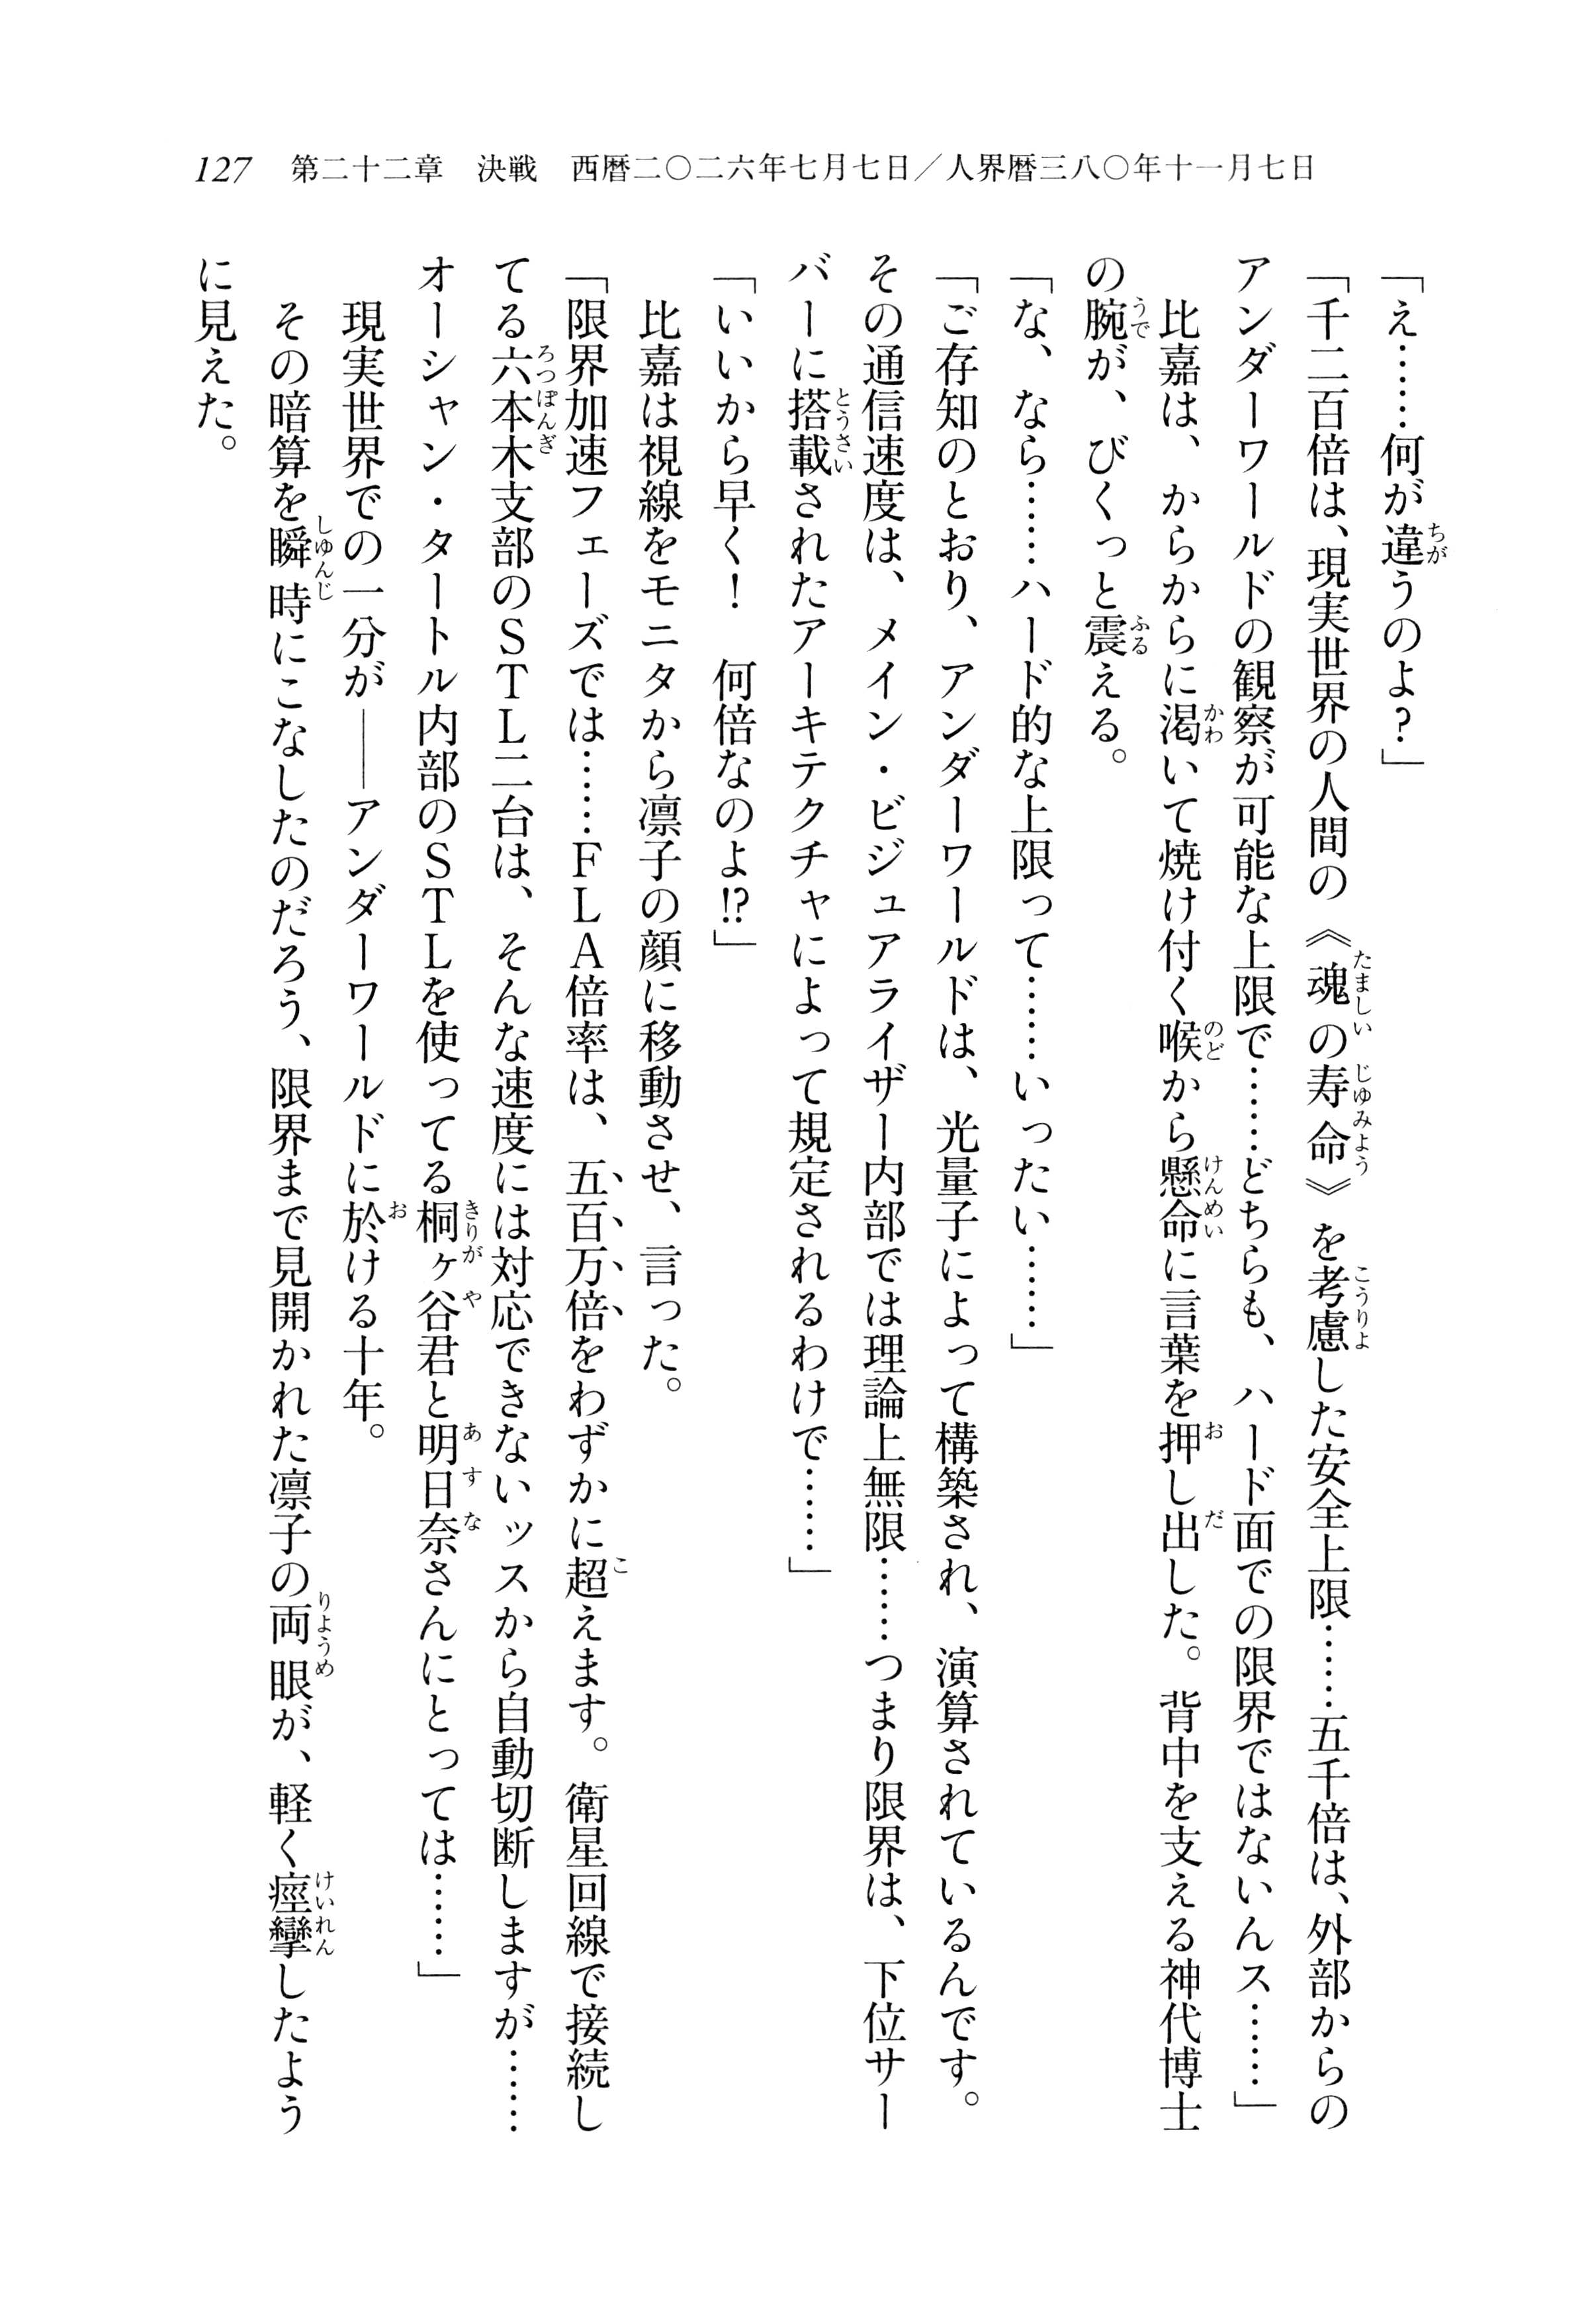 127　第二十二章　決戦　西暦二〇二六年七月七日／人界暦三八〇年十一月七日
「え……何が違うのよ？」
「千二百倍は、現実世界の人間の《魂の寿命》を考慮した安全上限……五千倍は、外部からの
アンダーワールドの観察が可能な上限で……どちらも、ハード面での限界ではないんス……」
　比嘉は、からからに渇いて焼け付く喉から懸命に言葉を押し出した。背中を支える神代博士
の腕が、びくっと震える。
「な、なら……ハード的な上限って……いったい……」
「ご存知のとおり、アンダーワールドは、光量子によって構築され、演算されているんです。
その通信速度は、メイン・ビジュアライザー内部では理論上無限……つまり限界は、下位サー
バーに搭載されたアーキテクチャによって規定されるわけで……」
「いいから早く！　何倍なのよ!?」
　比嘉は視線をモニタから凛子の顔に移動させ、言った。
「限界加速フェーズでは……ＦＬＡ倍率は、五百万倍をわずかに超えます。衛星回線で接続し
てる六本木支部のＳＴＬ二台は、そんな速度には対応できないッスから自動切断しますが……
オーシャン・タートル内部のＳＴＬを使ってる桐ヶ谷君と明日奈さんにとっては……」
　現実世界での一分が――アンダーワールドに於ける十年。
　その暗算を瞬時にこなしたのだろう、限界まで見開かれた凛子の両眼が、軽く痙攣したよう
に見えた。